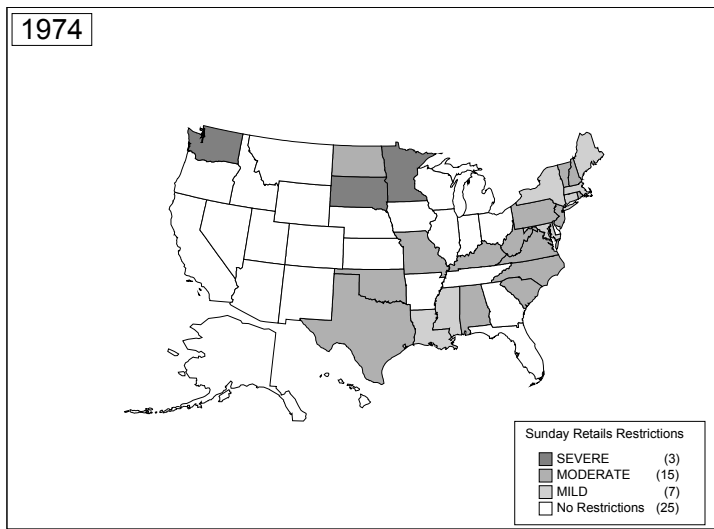 1974
Sunday Retails Restrictions
SEVERE (3)
MODERATE (15)
MILD (7)
No Restrictions (25)